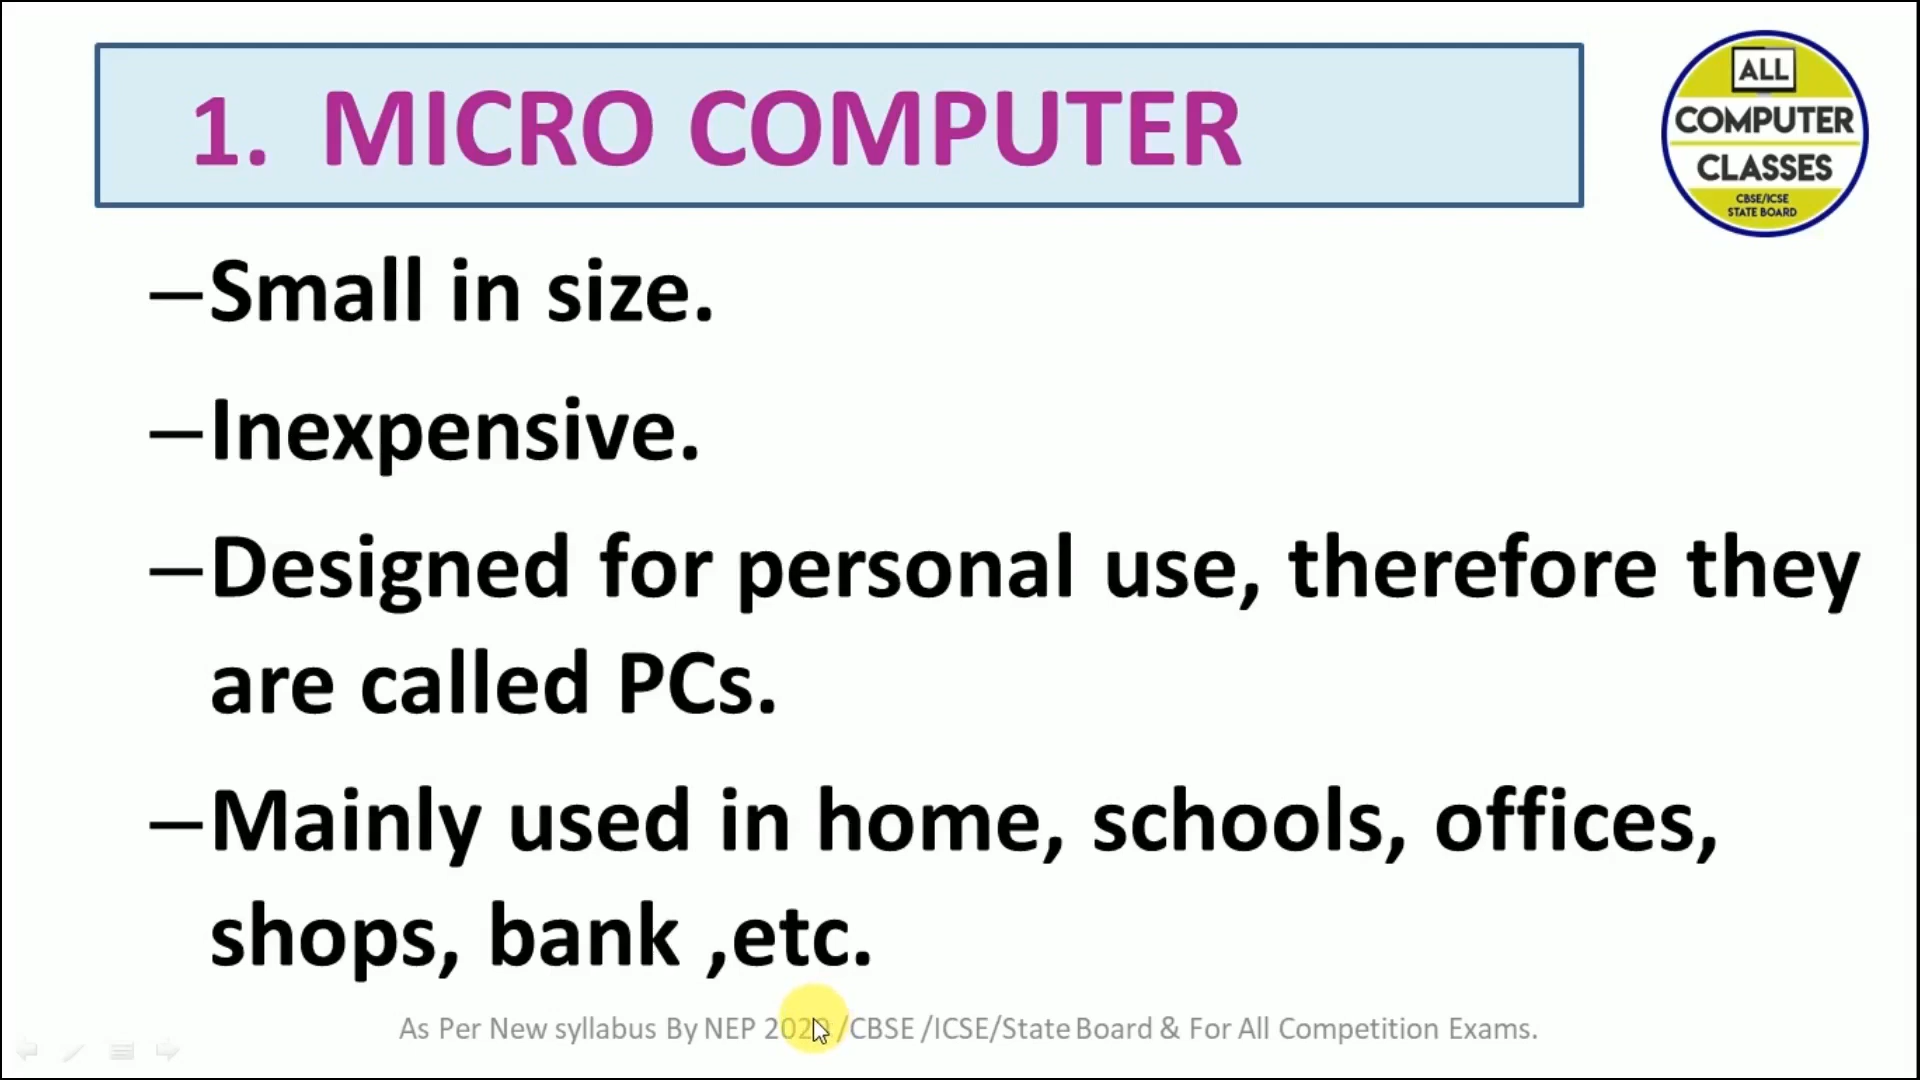 1. MICRO COMPUTER
ALL
COMPUTER
CLASSES
CBSE/ICSE
STATE BOARD
–Small in size.
–Inexpensive.
–Designed for personal use, therefore they
are called PCs.
–Mainly used in home, schools, offices,
shops, bank ,etc.
As Per New syllabus By NEP 2020 /CBSE /ICSE/State Board & For All Competition Exams.